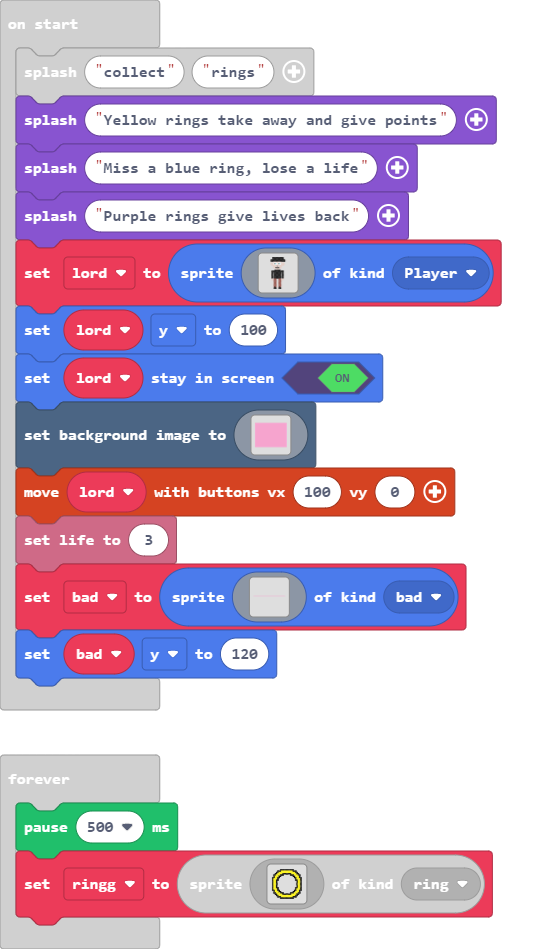 on start
splash "collect" "rings"
splash "Yellow rings take away and give points"
splash "Miss a blue ring, lose a life"
splash "Purple rings give lives back"
set lord to sprite of kind Player
set lord y to 100
set lord stay in screen ON
set background image to
move lord with buttons vx 100 vy 0
set life to 3
set bad to sprite of kind bad
set bad y to 120
forever
pause 500 ms
set ringg to sprite of kind ring